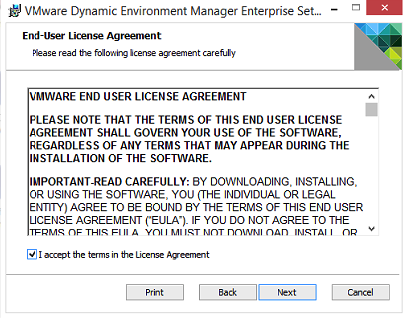 VMware Dynamic Environment Manager Enterprise Set...
End-User License Agreement
Please read the following license agreement carefully
VMWARE END USER LICENSE AGREEMENT
PLEASE NOTE THAT THE TERMS OF THIS END USER LICENSE
AGREEMENT SHALL GOVERN YOUR USE OF THE SOFTWARE,
REGARDLESS OF ANY TERMS THAT MAY APPEAR DURING THE
INSTALLATION OF THE SOFTWARE.
IMPORTANT-READ CAREFULLY: BY DOWNLOADING, INSTALLING,
OR USING THE SOFTWARE, YOU (THE INDIVIDUAL OR LEGAL
ENTITY) AGREE TO BE BOUND BY THE TERMS OF THIS END USER
LICENSE AGREEMENT ("EULA"). IF YOU DO NOT AGREE TO THE
TERMS OF THIS EULA, YOU MUST NOT DOWNLOAD, INSTALL, OR
I accept the terms in the License Agreement
Print Back Next Cancel